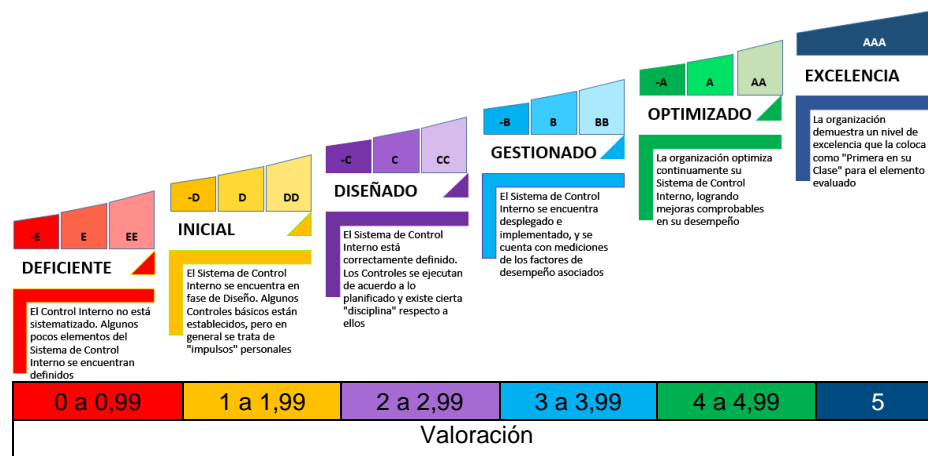 -E E EE
DEFICIENTE
El Control Interno no está
sistematizado. Algunos
pocos elementos del
Sistema de Control
Interno se encuentran
definidos
-D D DD
INICIAL
El Sistema de Control
Interno se encuentra en
fase de Diseño. Algunos
Controles básicos están
establecidos, pero en
general se trata de
"impulsos" personales
-C C CC
DISEÑADO
El Sistema de Control
Interno está
correctamente definido.
Los Controles se ejecutan
de acuerdo a lo
planificado y existe cierta
"disciplina" respecto a
ellos
-B B BB
GESTIONADO
El Sistema de Control
Interno se encuentra
desplegado e
implementado, y se
cuenta con mediciones
de los factores de
desempeño asociados
-A A AA
OPTIMIZADO
La organización optimiza
continuamente su
Sistema de Control
Interno, logrando
mejoras comprobables
en su desempeño
AAA
EXCELENCIA
La organización
demuestra un nivel de
excelencia que la coloca
como "Primera en su
Clase" para el elemento
evaluado
0 a 0,99 1 a 1,99 2 a 2,99 3 a 3,99 4 a 4,99 5
Valoración